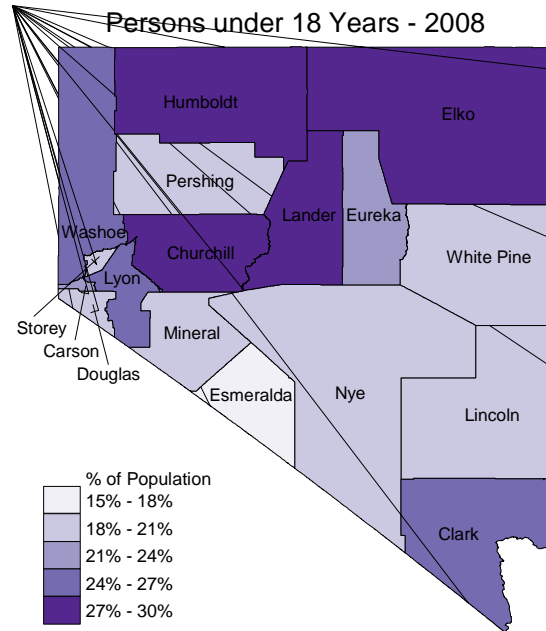 Persons under 18 Years - 2008
Humboldt
Elko
Pershing
Lander
Eureka
Washoe
Churchill
White Pine
Lyon
Storey
Mineral
Carson
Douglas
Esmeralda
Nye
Lincoln
Clark
% of Population
15% - 18%
18% - 21%
21% - 24%
24% - 27%
27% - 30%